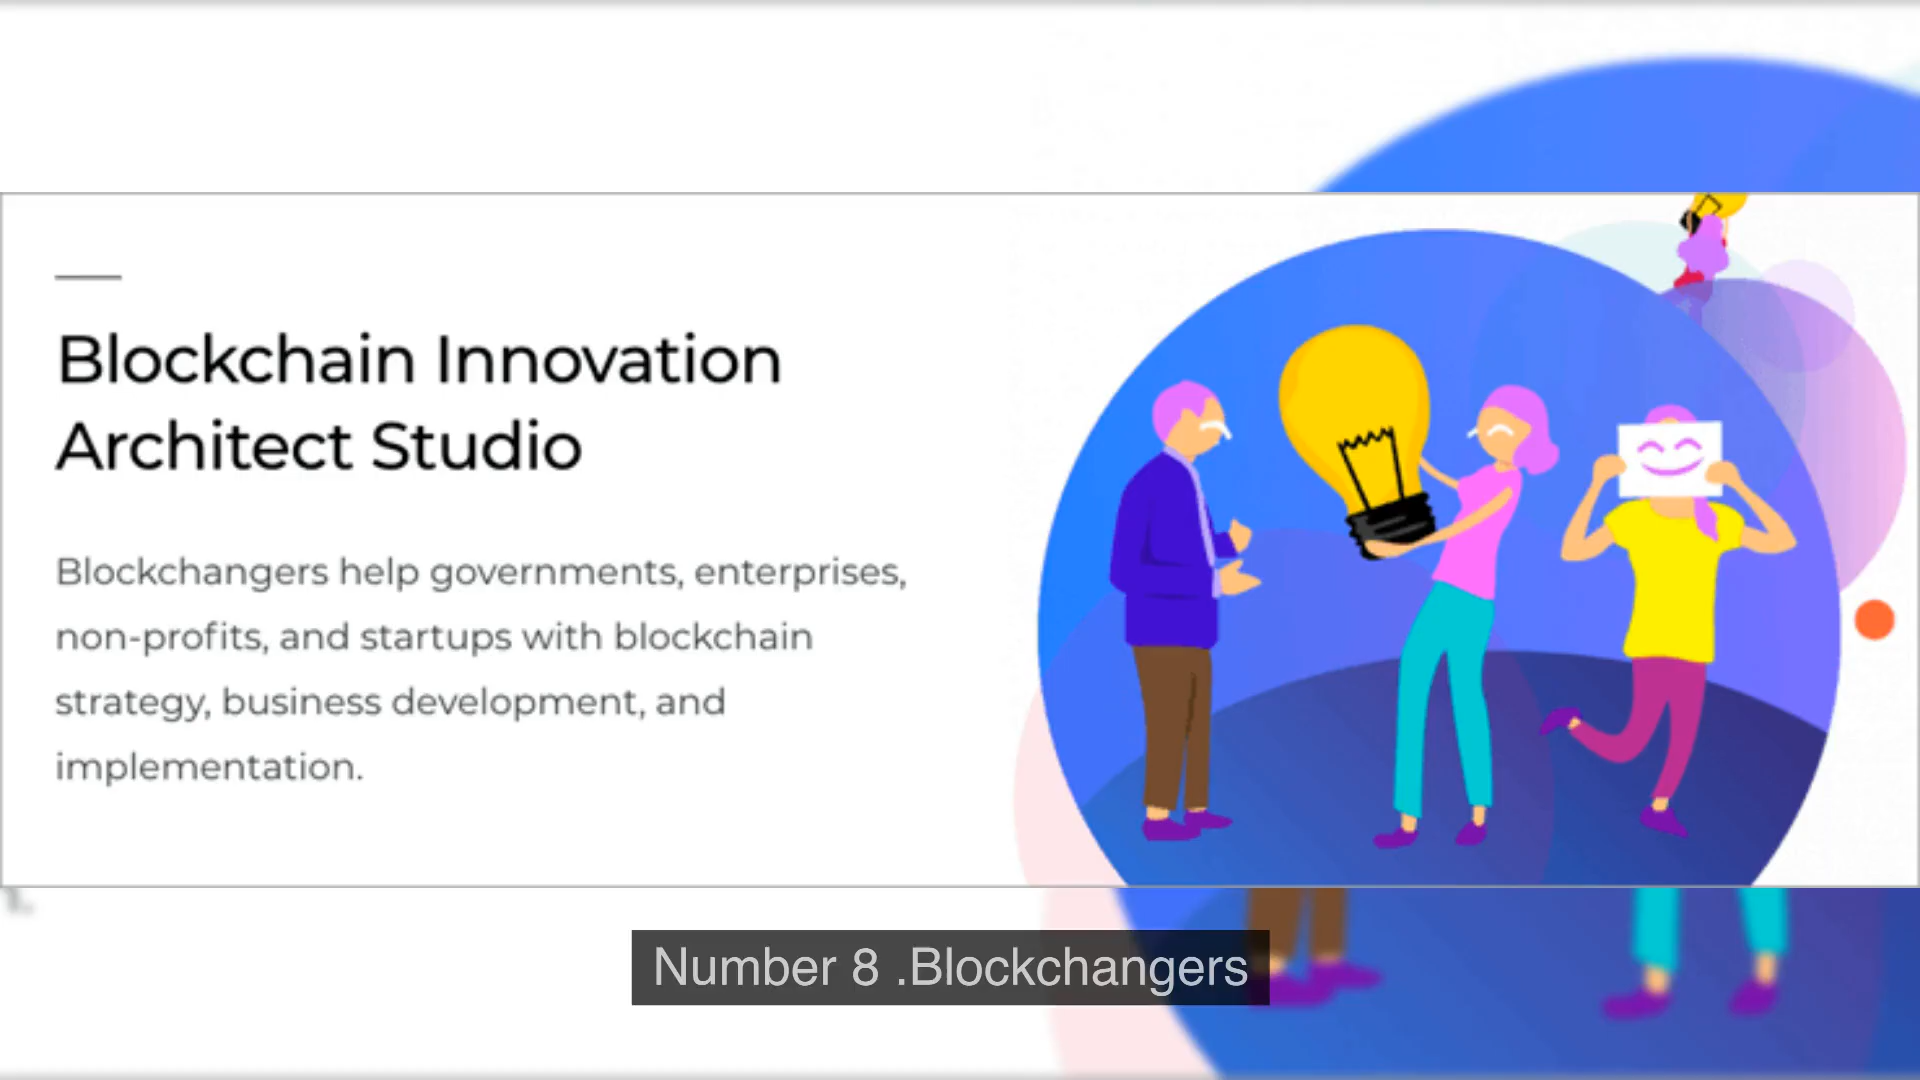 Blockchain Innovation
Architect Studio
Blockchangers help governments, enterprises,
non-profits, and startups with blockchain
strategy, business development, and
implementation.
Number 8 .Blockchangers